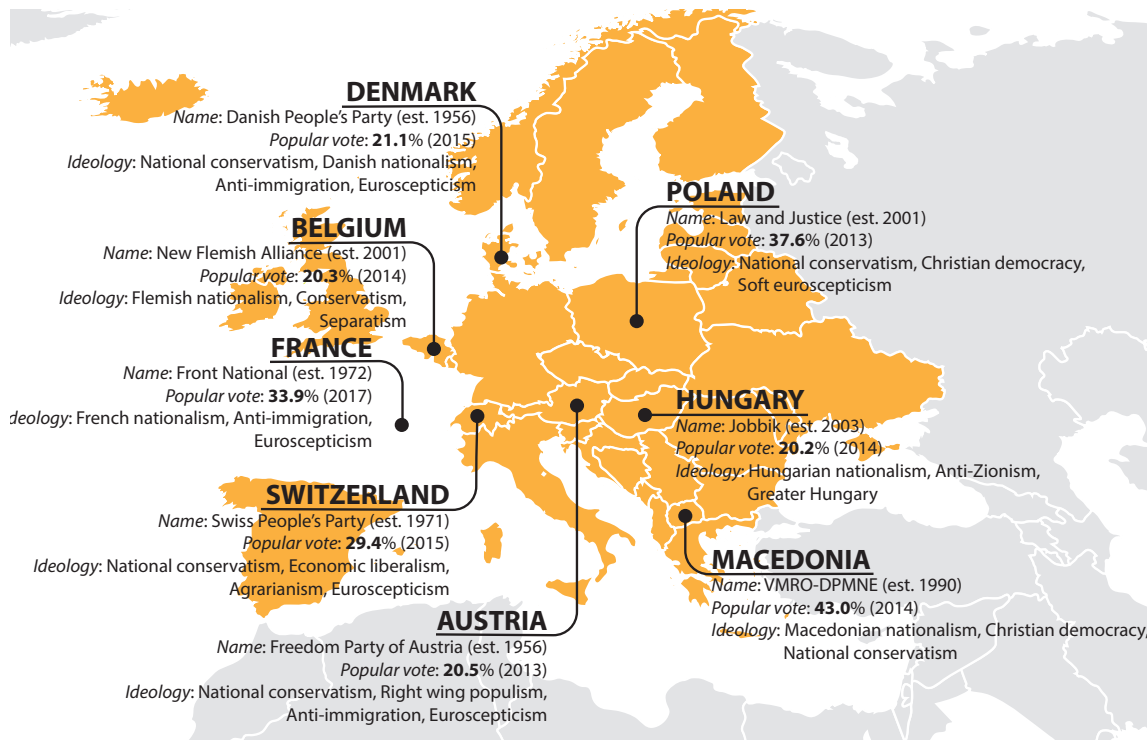 DENMARK
Name: Danish People's Party (est. 1956)
Popular vote: 21.1% (2015)
Ideology: National conservatism, Danish nationalism,
Anti-immigration, Euroscepticism
BELGIUM
Name: New Flemish Alliance (est. 2001)
Popular vote: 20.3% (2014)
Ideology: Flemish nationalism, Conservatism,
Separatism
FRANCE
Name: Front National (est. 1972)
Popular vote: 33.9% (2017)
deology: French nationalism, Anti-immigration,
Euroscepticism
SWITZERLAND
Name: Swiss People's Party (est. 1971)
Popular vote: 29.4% (2015)
Ideology: National conservatism, Economic liberalism,
Agrarianism, Euroscepticism
AUSTRIA
Name: Freedom Party of Austria (est. 1956)
Popular vote: 20.5% (2013)
Ideology: National conservatism, Right wing populism,
Anti-immigration, Euroscepticism
POLAND
Name: Law and Justice (est. 2001)
Popular vote: 37.6% (2013)
Ideology: National conservatism, Christian democracy,
Soft euroscepticism
HUNGARY
Name: Jobbik (est. 2003)
Popular vote: 20.2% (2014)
Ideology: Hungarian nationalism, Anti-Zionism,
Greater Hungary
MACEDONIA
Name: VMRO-DPMNE (est. 1990)
Popular vote: 43.0% (2014)
Ideology: Macedonian nationalism, Christian democracy,
National conservatism